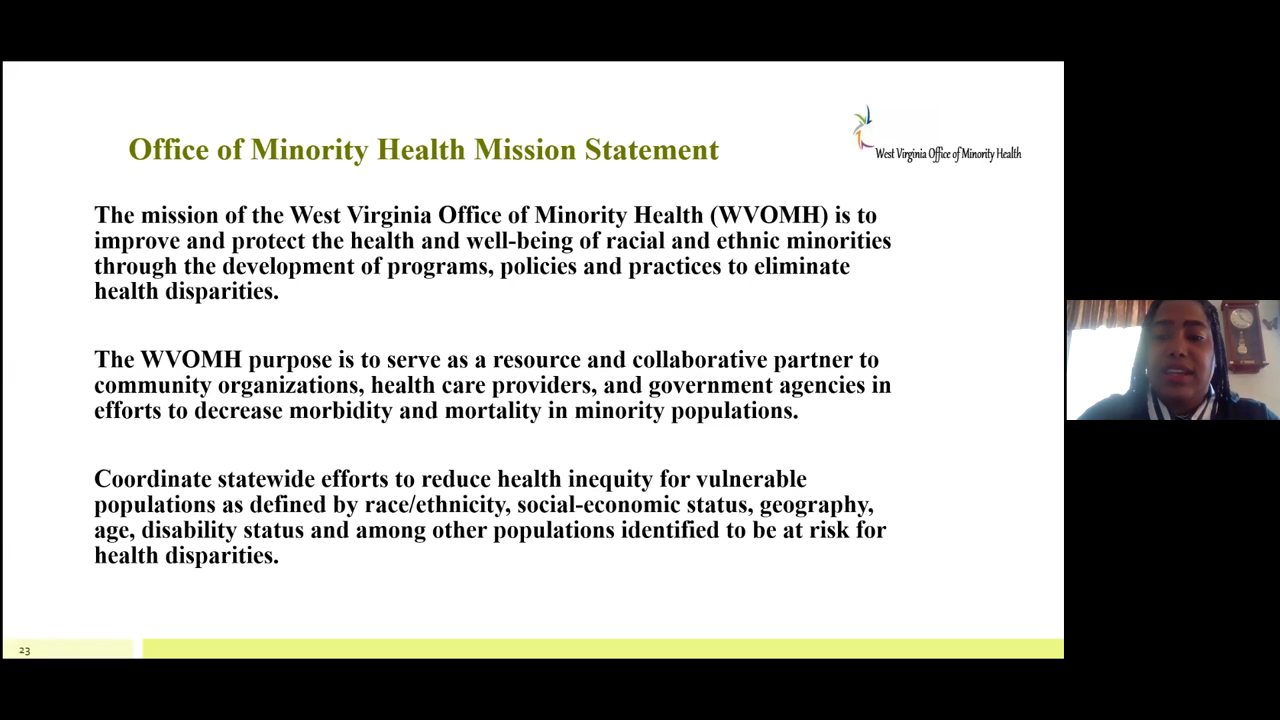 Office of Minority Health Mission Statement
West Virginia Office of Minority Health
The mission of the West Virginia Office of Minority Health (WVOMH) is to
improve and protect the health and well-being of racial and ethnic minorities
through the development of programs, policies and practices to eliminate
health disparities.
The WVOMH purpose is to serve as a resource and collaborative partner to
community organizations, health care providers, and government agencies in
efforts to decrease morbidity and mortality in minority populations.
Coordinate statewide efforts to reduce health inequity for vulnerable
populations as defined by race/ethnicity, social-economic status, geography,
age, disability status and among other populations identified to be at risk for
health disparities.
23